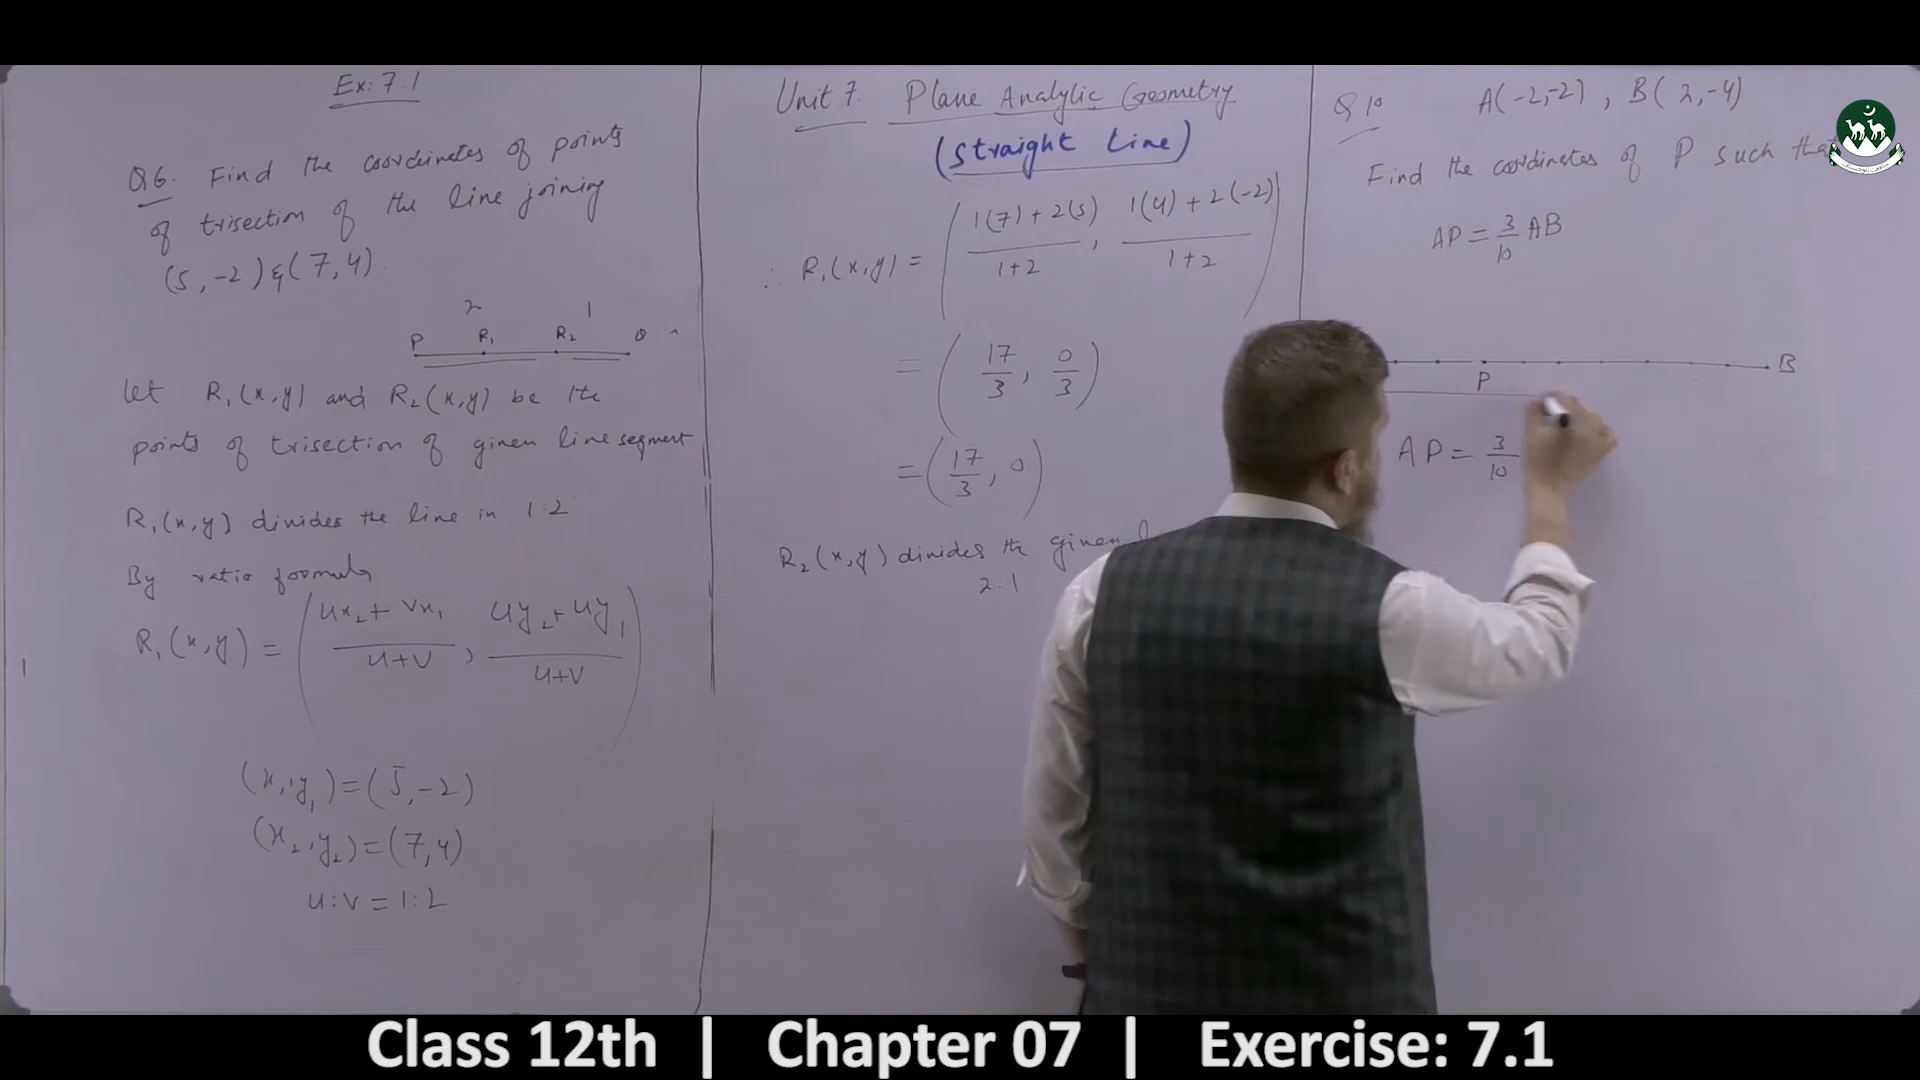 Ex: 7.1
Q6. Find the coordinates of points
of trisection of the line joining
(5, -2) & (7, 4)
2 1
P R₁ R₂ Q
let R₁(x,y) and R₂(x,y) be the
points of trisection of given line segment
R₁(x,y) divides the line in 1:2
By ratio formula
R₁(x,y) = ( ux₂ + vx₁ / u+v , uy₂ + uy₁ / u+v )
(x₁,y₁) = (5,-2)
(x₂,y₂) = (7,4)
u:v = 1:2
Unit 7. Plane Analytic Geometry
(straight line)
∴ R₁(x,y) = ( 1(7) + 2(5) / 1+2 , 1(4) + 2(-2) / 1+2 )
= ( 17/3 , 0/3 )
= ( 17/3 , 0 )
R₂(x,y) divides the given
2:1
Q 10 A(-2,-2) , B(2,-4)
Find the coordinates of P such
AP = 3/10 AB
P B
AP = 3/10
Class 12th | Chapter 07 | Exercise: 7.1